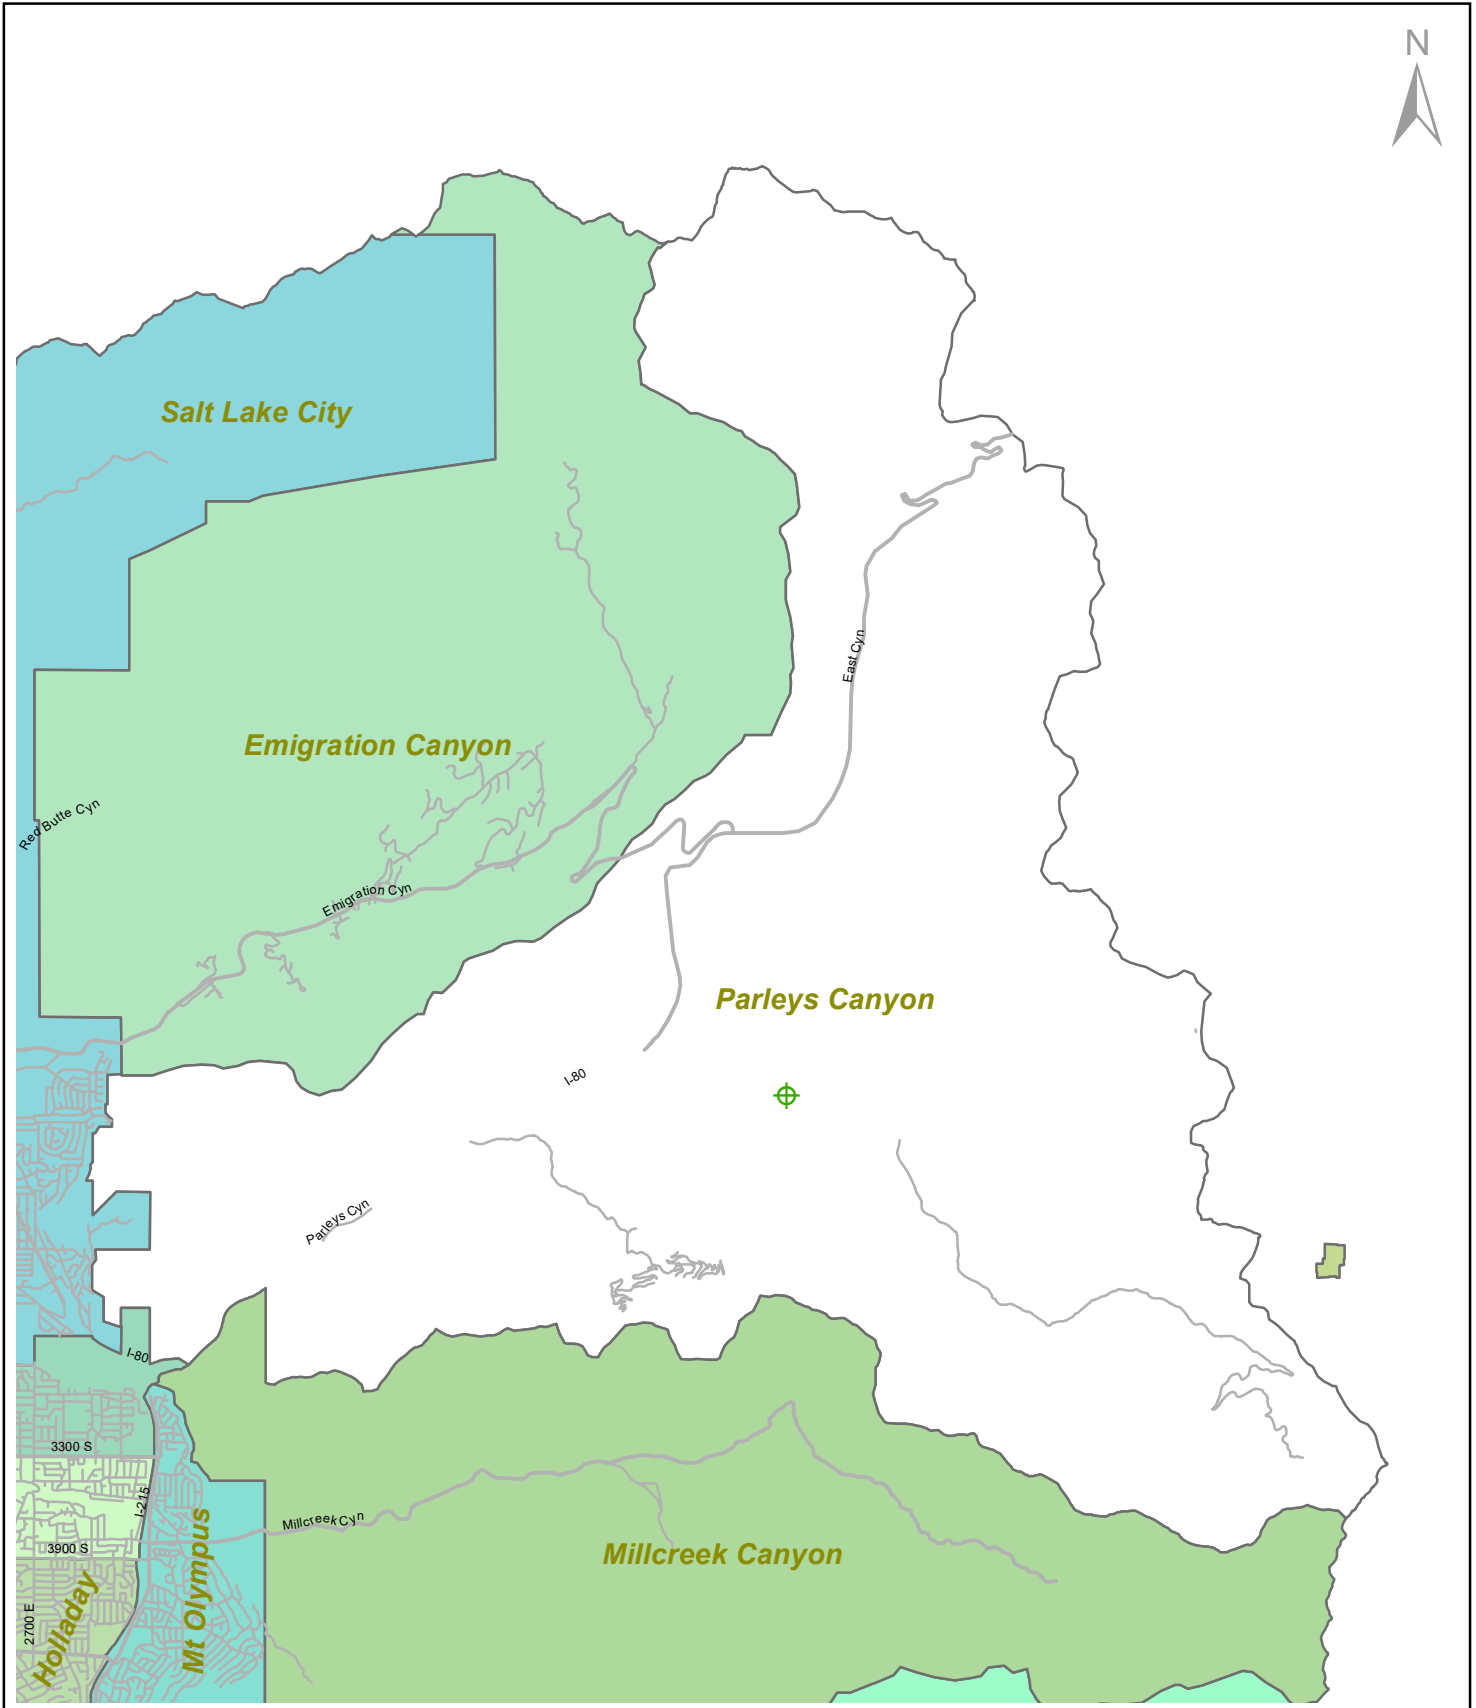 N
Salt Lake City
East Cyn
Emigration Canyon
Red Butte Cyn
Emigration Cyn
Parleys Canyon
I-80
Parleys Cyn
I-80
3300 S
I-215
Millcreek Cyn
3900 S
Millcreek Canyon
Mt Olympus
Holladay
2700 E